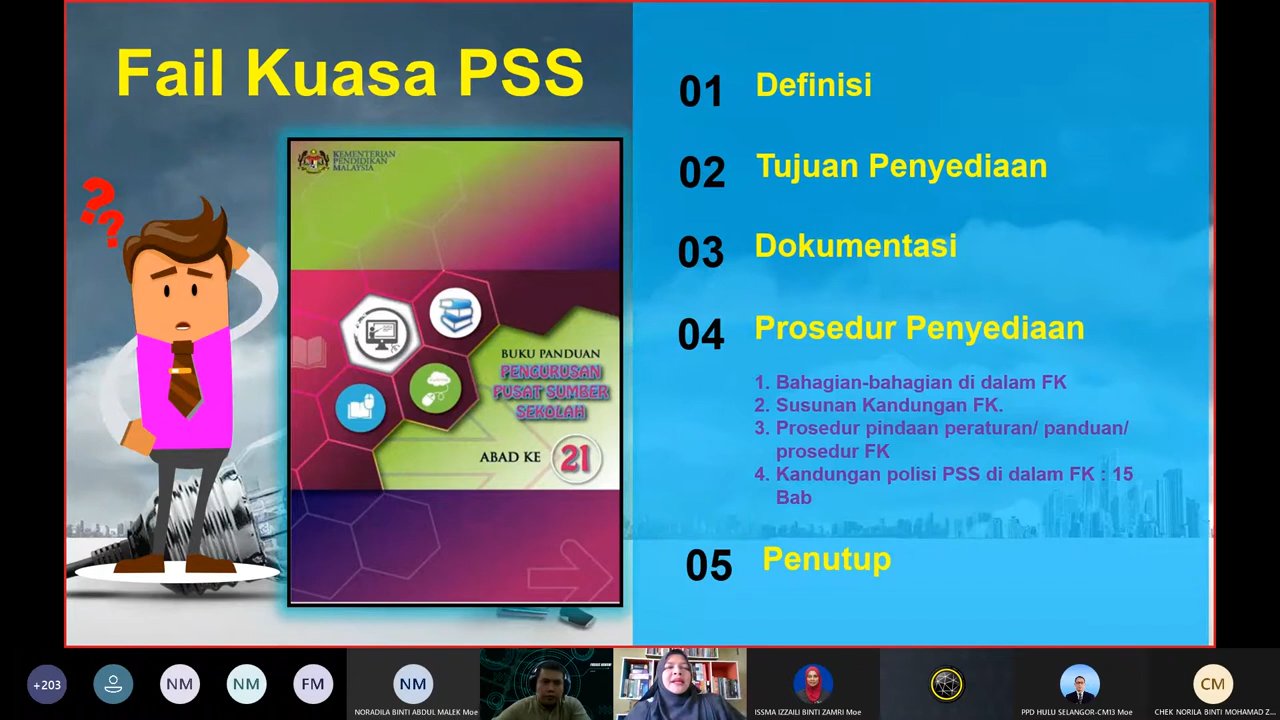 Fail Kuasa PSS
KEMENTERIAN
PENDIDIKAN
MALAYSIA
??
BUKU PANDUAN
PENGURUSAN
PUSAT SUMBER
SEKOLAH
ABAD KE 21
01 Definisi
02 Tujuan Penyediaan
03 Dokumentasi
04 Prosedur Penyediaan
1. Bahagian-bahagian di dalam FK
2. Susunan Kandungan FK.
3. Prosedur pindaan peraturan/ panduan/
prosedur FK
4. Kandungan polisi PSS di dalam FK : 15
Bab
05 Penutup
+203
NM
NM
FM
NM
NORADILA BINTI ABDUL MALEK Moe
ISSMA IZZAILI BINTI ZAMRI Moe
PPD HULU SELANGOR-CM13 Moe
CM
CHEK NORILA BINTI MOHAMAD Z...